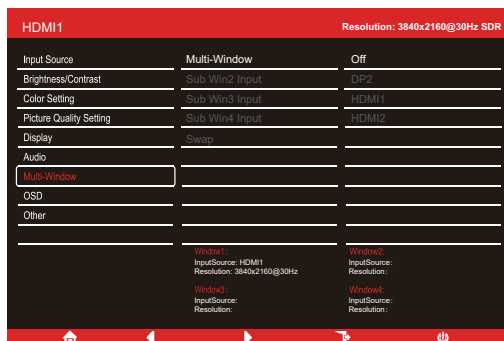 HDMI1 Resolution: 3840x2160@30Hz SDR
Input Source Multi-Window Off
Brightness/Contrast Sub Win2 Input DP2
Color Setting Sub Win3 Input HDMI1
Picture Quality Setting Sub Win4 Input HDMI2
Display Swap
Audio
Multi-Window
OSD
Other
Window1: Window2:
InputSource: HDMI1 InputSource:
Resolution: 3840x2160@30Hz Resolution:
Window3: Window4:
InputSource: InputSource:
Resolution: Resolution: